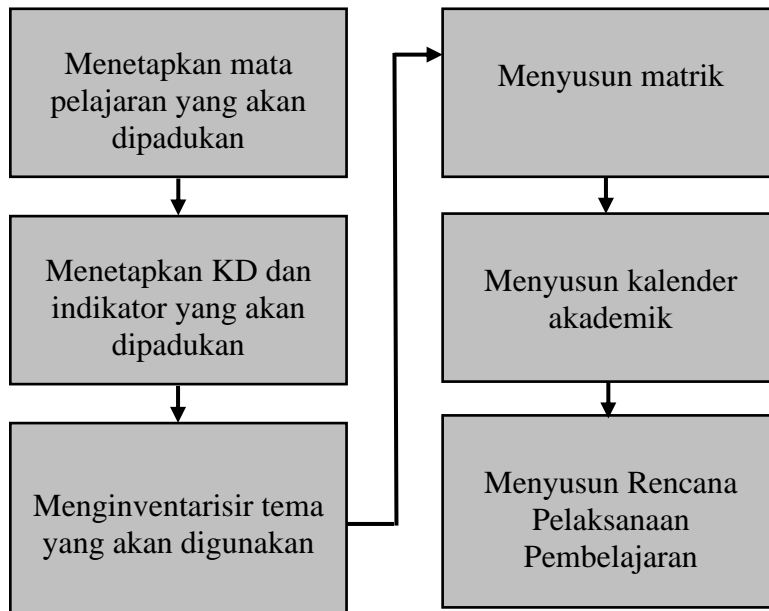 Menetapkan mata
pelajaran yang akan
dipadukan
Menetapkan KD dan
indikator yang akan
dipadukan
Menginventarisir tema
yang akan digunakan
Menyusun matrik
Menyusun kalender
akademik
Menyusun Rencana
Pelaksanaan
Pembelajaran